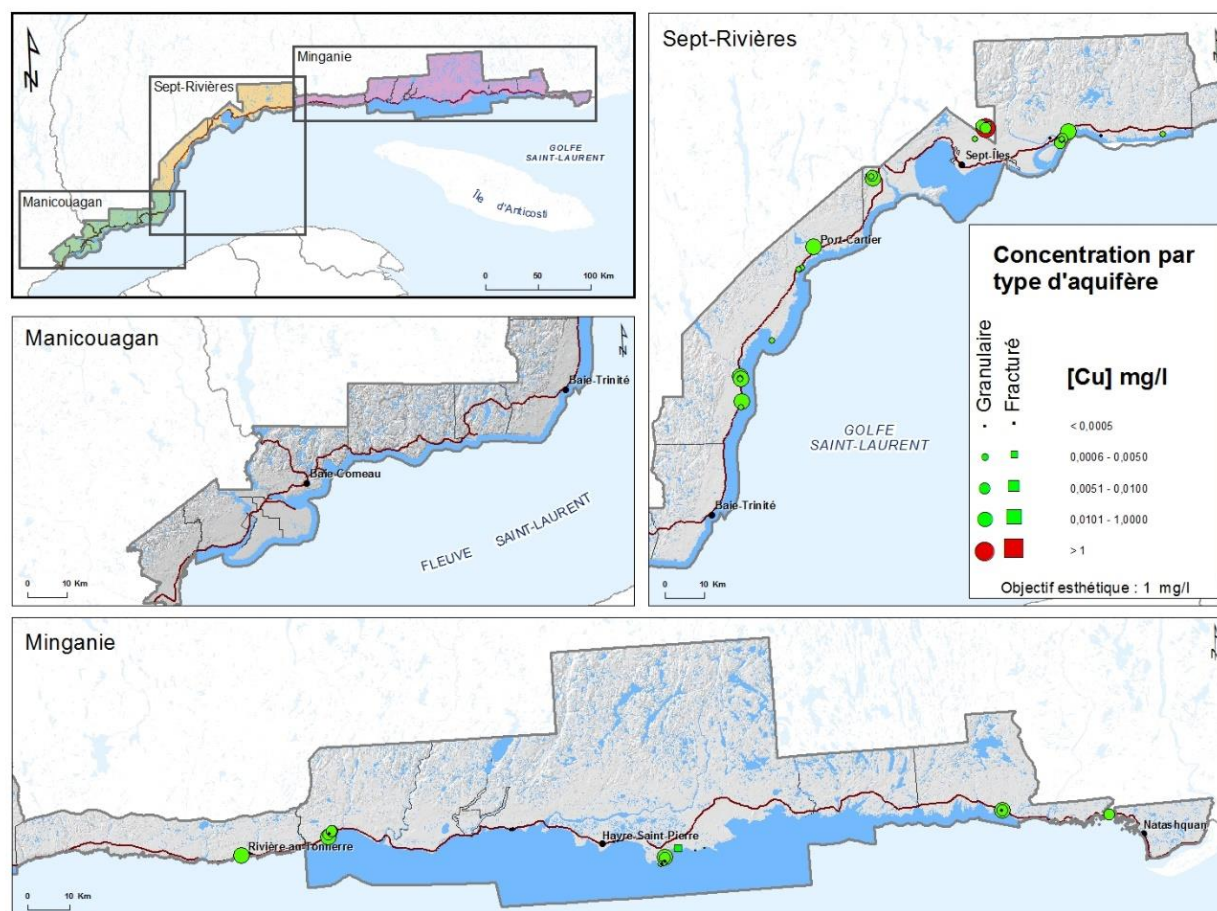 Minganie
Sept-Rivières
Manicouagan
GOLFE
SAINT-LAURENT
Île d'Anticosti
0 50 100 Km
N
Sept-Rivières
Sept-Îles
Port-Cartier
Baie-Trinité
GOLFE
SAINT-LAURENT
0 10 Km
Concentration par
type d'aquifère
Granulaire
Fracturé
[Cu] mg/l
< 0,0005
0,0006 - 0,0050
0,0051 - 0,0100
0,0101 - 1,0000
> 1
Objectif esthétique : 1 mg/l
Manicouagan
Baie-Trinité
Baie-Comeau
FLEUVE SAINT-LAURENT
0 10 Km
N
Minganie
Rivière-au-Tonnerre
Havre-Saint-Pierre
Natashquan
0 10 Km